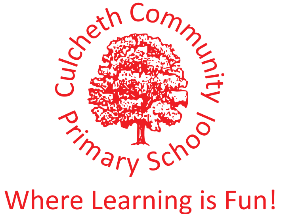 Culcheth Community
Primary School
Where Learning is Fun!